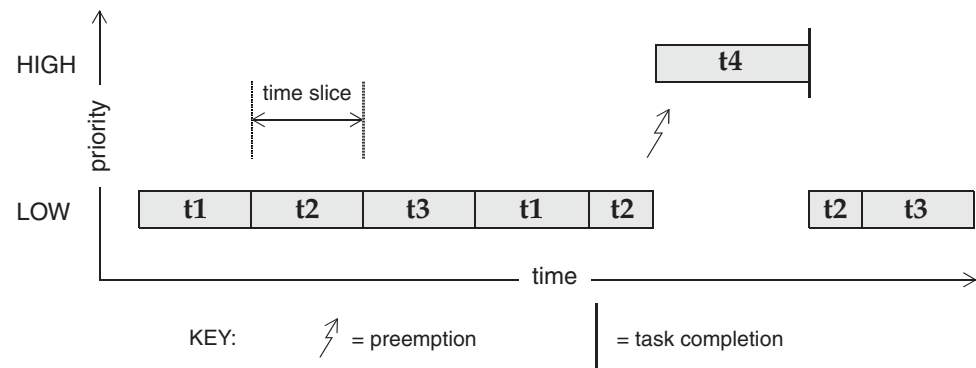 HIGH
t4
time slice
priority
LOW
t1 t2 t3 t1 t2 t2 t3
time
KEY: = preemption = task completion